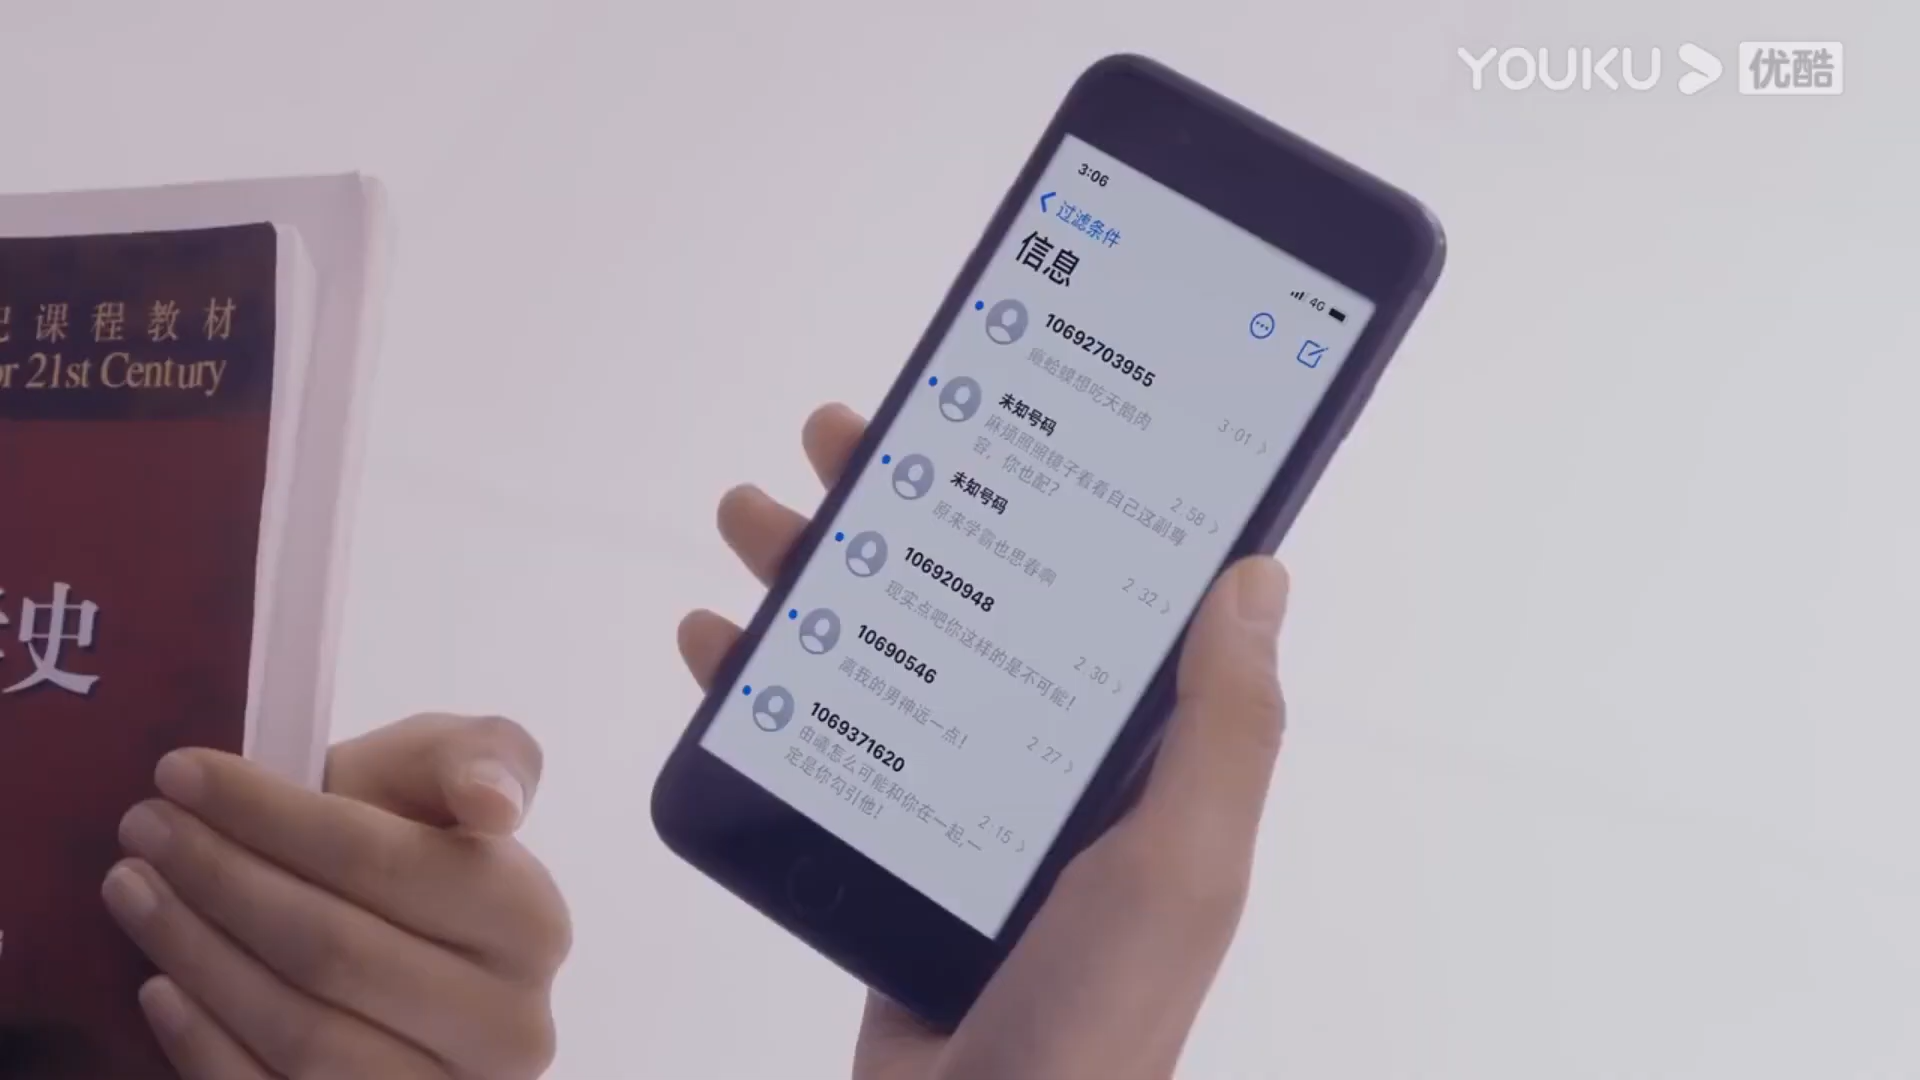 YOUKU 优酷
课程教材
21st Century
史
3:06
4G
过滤条件
信息
10692703955
3:01
癞蛤蟆想吃天鹅肉
未知号码
2:58
麻烦照照镜子看看自己这副尊
容，你也配？
未知号码
2:32
原来学霸也思春啊
106920948
2:30
现实点吧你这样的是不可能！
10690546
2:27
离我的男神远一点！
1069371620
2:15
怎么可能和你在一起,一
定是你勾引他！